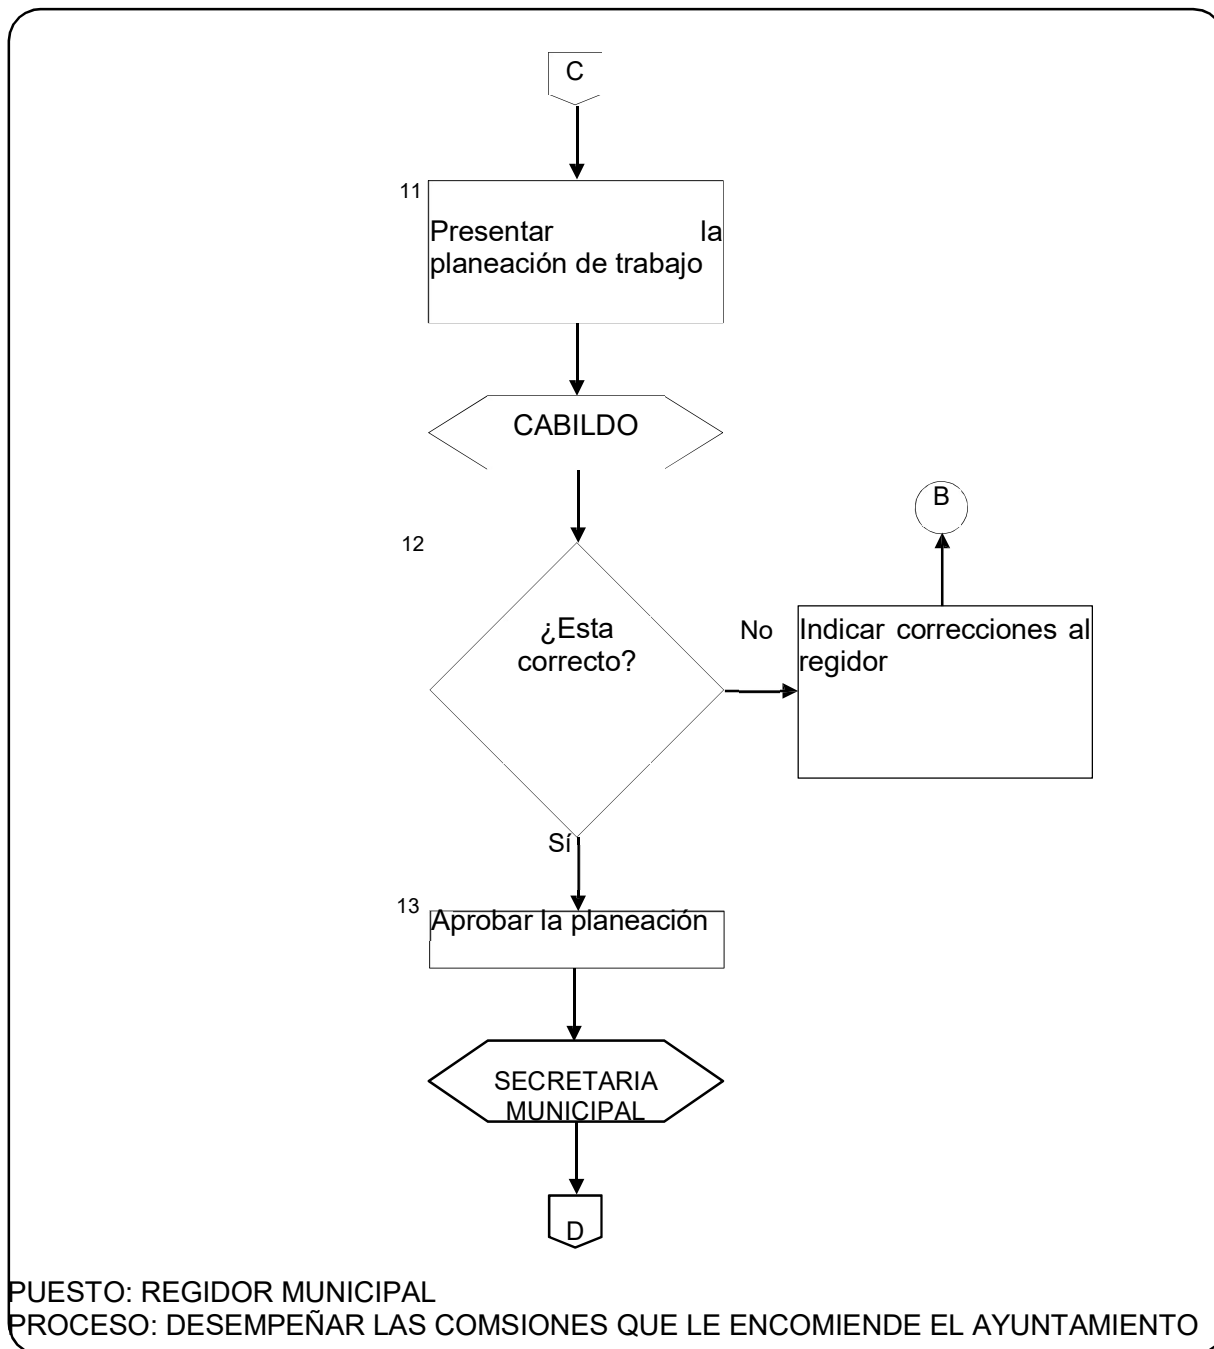 C
11
Presentar la
planeación de trabajo
CABILDO
B
12
¿Esta
correcto?
No
Indicar correcciones al
regidor
Sí
13
Aprobar la planeación
SECRETARIA
MUNICIPAL
D
PUESTO: REGIDOR MUNICIPAL
PROCESO: DESEMPEÑAR LAS COMSIONES QUE LE ENCOMIENDE EL AYUNTAMIENTO